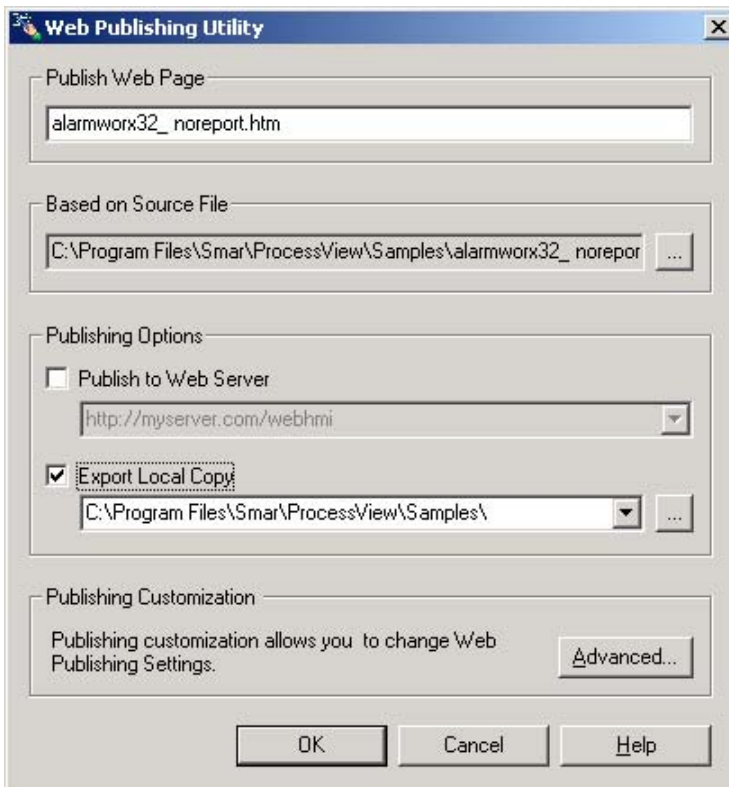 Web Publishing Utility
Publish Web Page
alarmworx32_ noreport.htm
Based on Source File
C:\Program Files\Smar\ProcessView\Samples\alarmworx32_ norepor
...
Publishing Options
Publish to Web Server
http://myserver.com/webhmi
Export Local Copy
C:\Program Files\Smar\ProcessView\Samples\
...
Publishing Customization
Publishing customization allows you to change Web
Publishing Settings.
Advanced...
OK
Cancel
Help